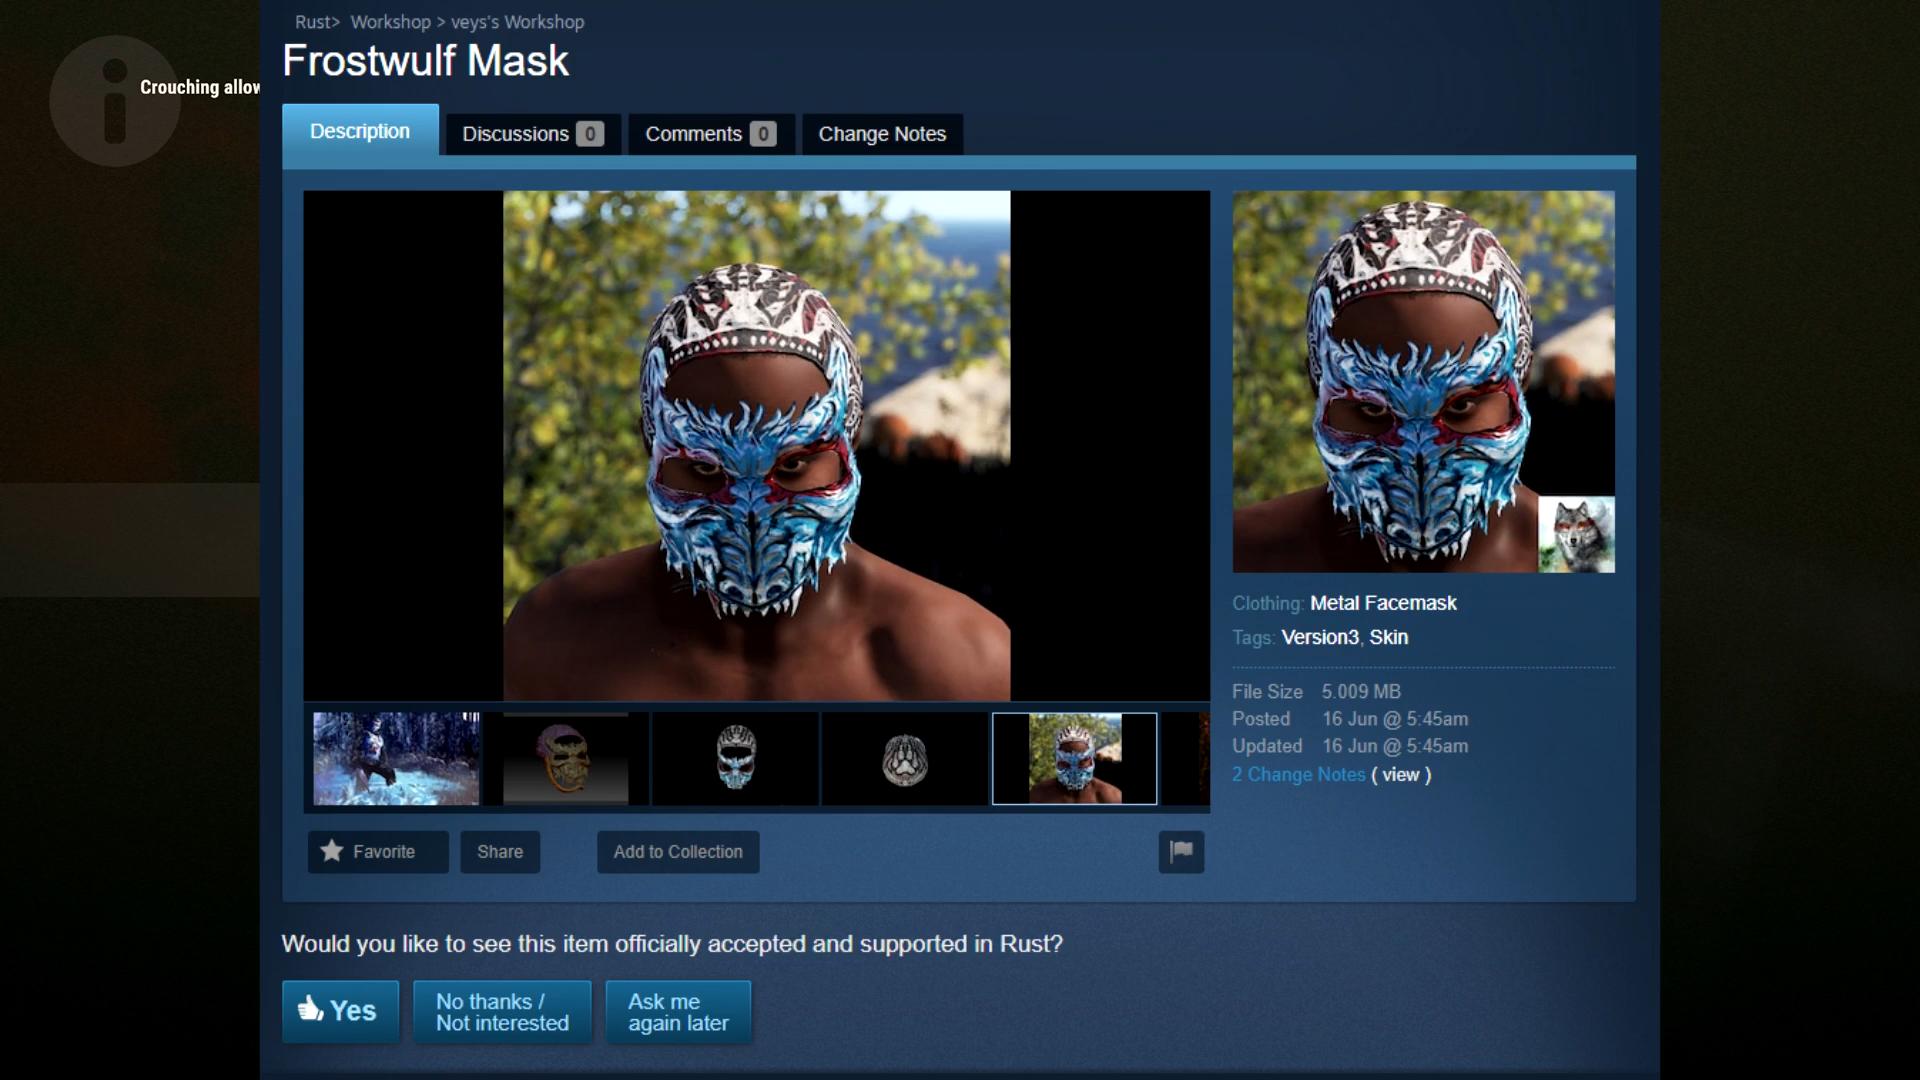 Rust> Workshop > veys's Workshop
Frostwulf Mask
Crouching allow
Description
Discussions 0
Comments 0
Change Notes
Clothing: Metal Facemask
Tags: Version3, Skin
File Size 5.009 MB
Posted 16 Jun @ 5:45am
Updated 16 Jun @ 5:45am
2 Change Notes ( view )
Favorite
Share
Add to Collection
Would you like to see this item officially accepted and supported in Rust?
Yes
No thanks /
Not interested
Ask me
again later